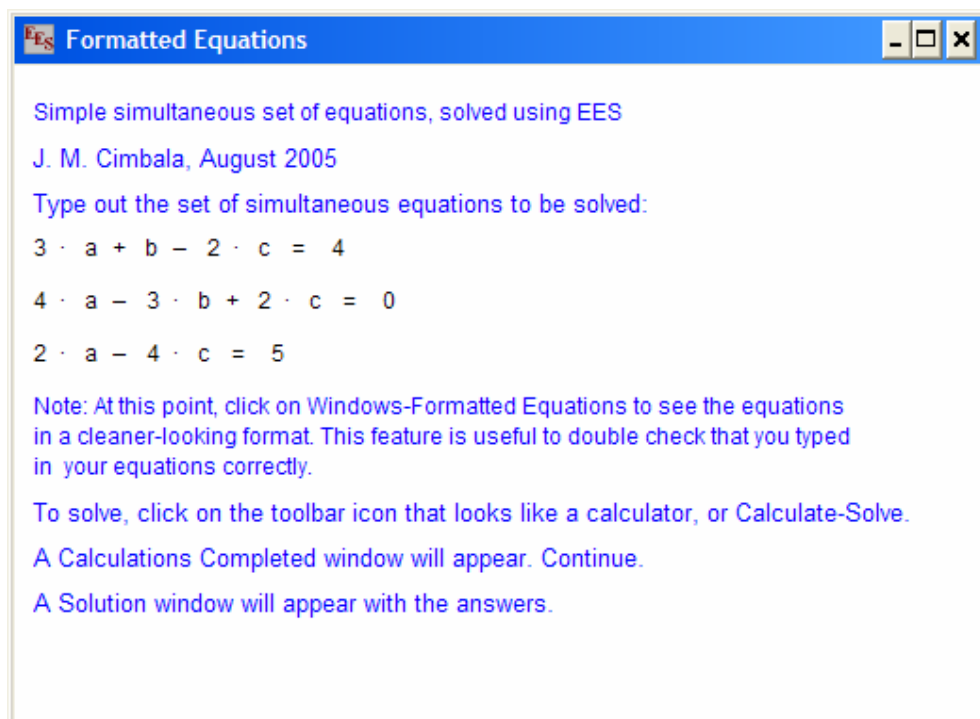 EES Formatted Equations
Simple simultaneous set of equations, solved using EES
J. M. Cimbala, August 2005
Type out the set of simultaneous equations to be solved:
3 · a + b – 2 · c = 4
4 · a – 3 · b + 2 · c = 0
2 · a – 4 · c = 5
Note: At this point, click on Windows-Formatted Equations to see the equations
in a cleaner-looking format. This feature is useful to double check that you typed
in your equations correctly.
To solve, click on the toolbar icon that looks like a calculator, or Calculate-Solve.
A Calculations Completed window will appear. Continue.
A Solution window will appear with the answers.